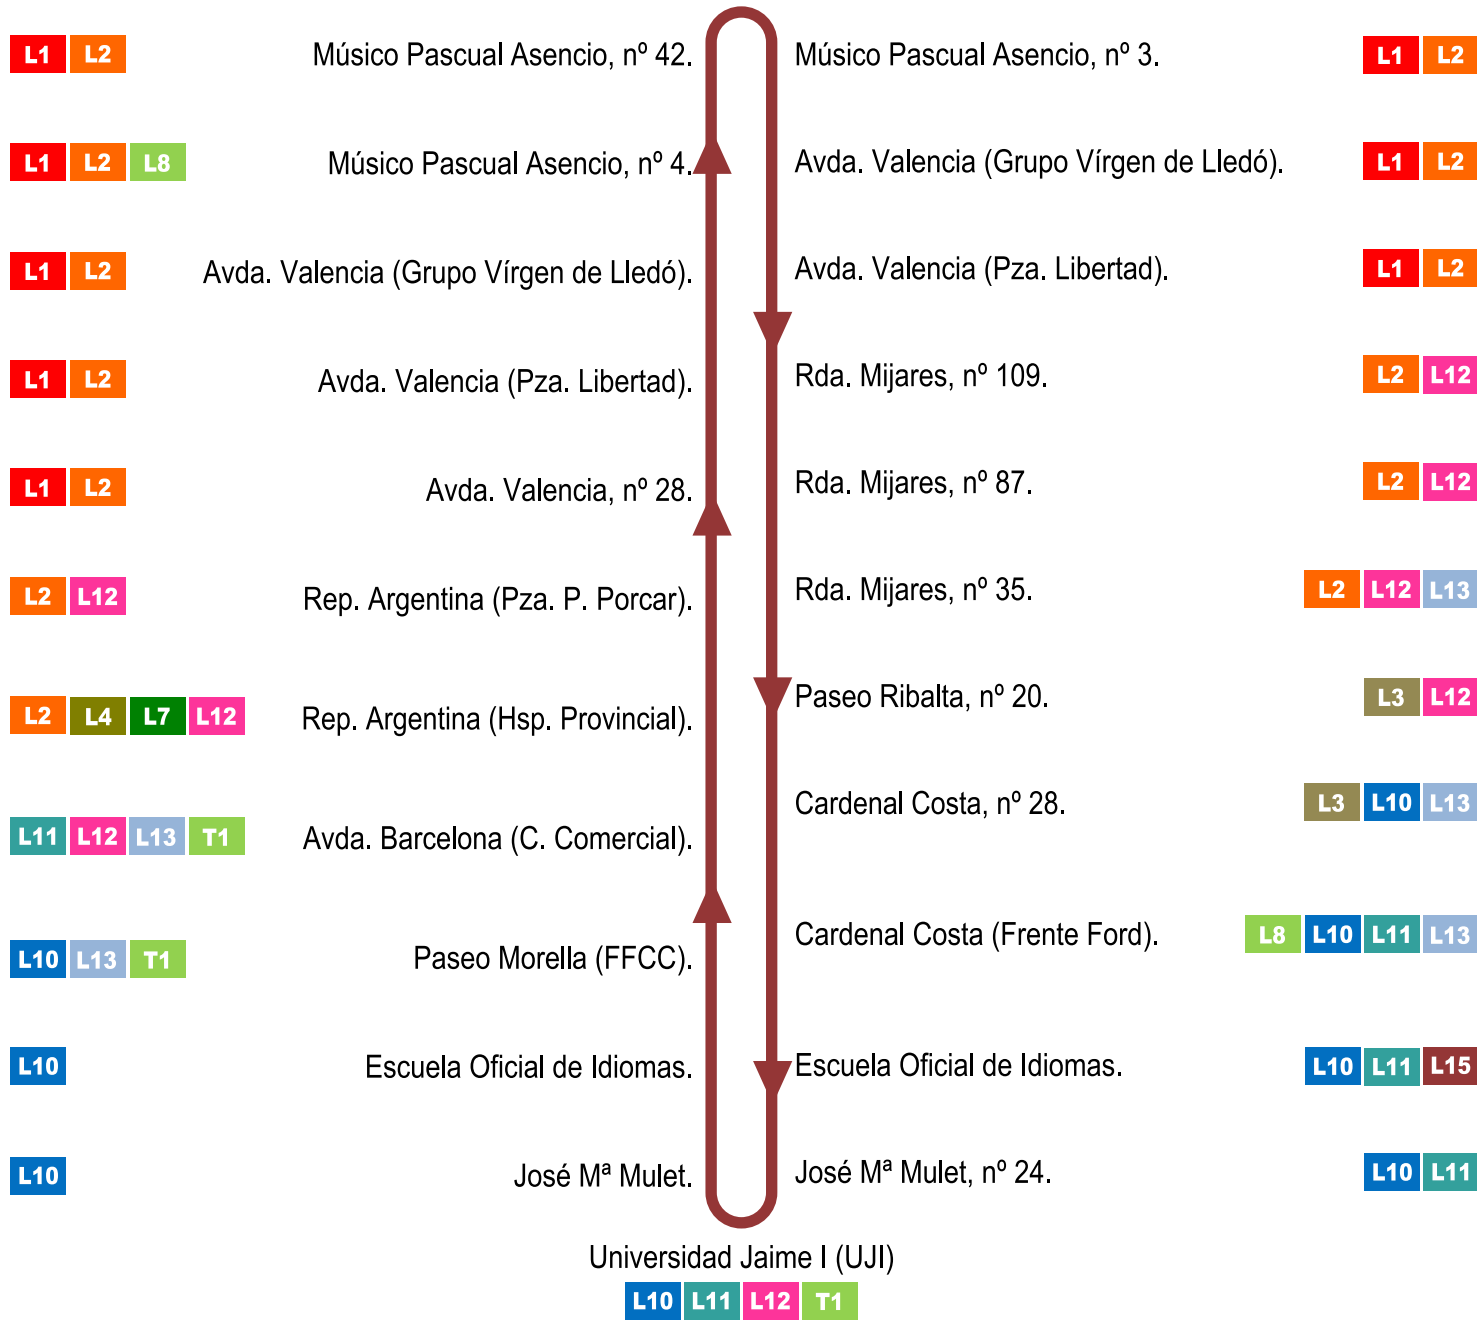 L1 L2 Músico Pascual Asencio, nº 42. Músico Pascual Asencio, nº 3. L1 L2
L1 L2 L8 Músico Pascual Asencio, nº 4. Avda. Valencia (Grupo Vírgen de Lledó). L1 L2
L1 L2 Avda. Valencia (Grupo Vírgen de Lledó). Avda. Valencia (Pza. Libertad). L1 L2
L1 L2 Avda. Valencia (Pza. Libertad). Rda. Mijares, nº 109. L2 L12
L1 L2 Avda. Valencia, nº 28. Rda. Mijares, nº 87. L2 L12
L2 L12 Rep. Argentina (Pza. P. Porcar). Rda. Mijares, nº 35. L2 L12 L13
L2 L4 L7 L12 Rep. Argentina (Hsp. Provincial). Paseo Ribalta, nº 20. L3 L12
L11 L12 L13 T1 Avda. Barcelona (C. Comercial). Cardenal Costa, nº 28. L3 L10 L13
L10 L13 T1 Paseo Morella (FFCC). Cardenal Costa (Frente Ford). L8 L10 L11 L13
L10 Escuela Oficial de Idiomas. Escuela Oficial de Idiomas. L10 L11 L15
L10 José Mª Mulet. José Mª Mulet, nº 24. L10 L11
Universidad Jaime I (UJI)
L10 L11 L12 T1